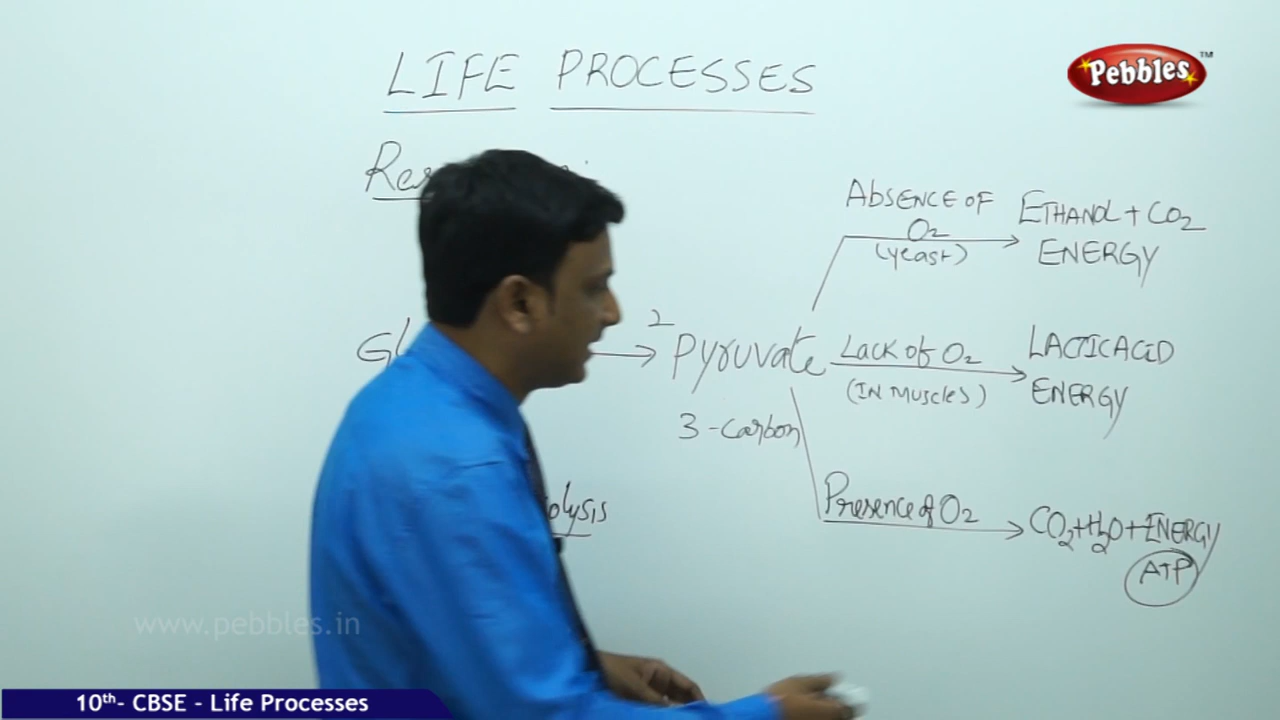 LIFE PROCESSES
Pebbles™
Absence of
O2
(yeast)
ETHANOL + CO2
ENERGY
2 Pyruvate
3-Carbon
Lack of O2
(IN Muscles)
LACTIC ACID
ENERGY
Presence of O2
CO2+H2O+ENERGY
ATP
www.pebbles.in
10th- CBSE - Life Processes